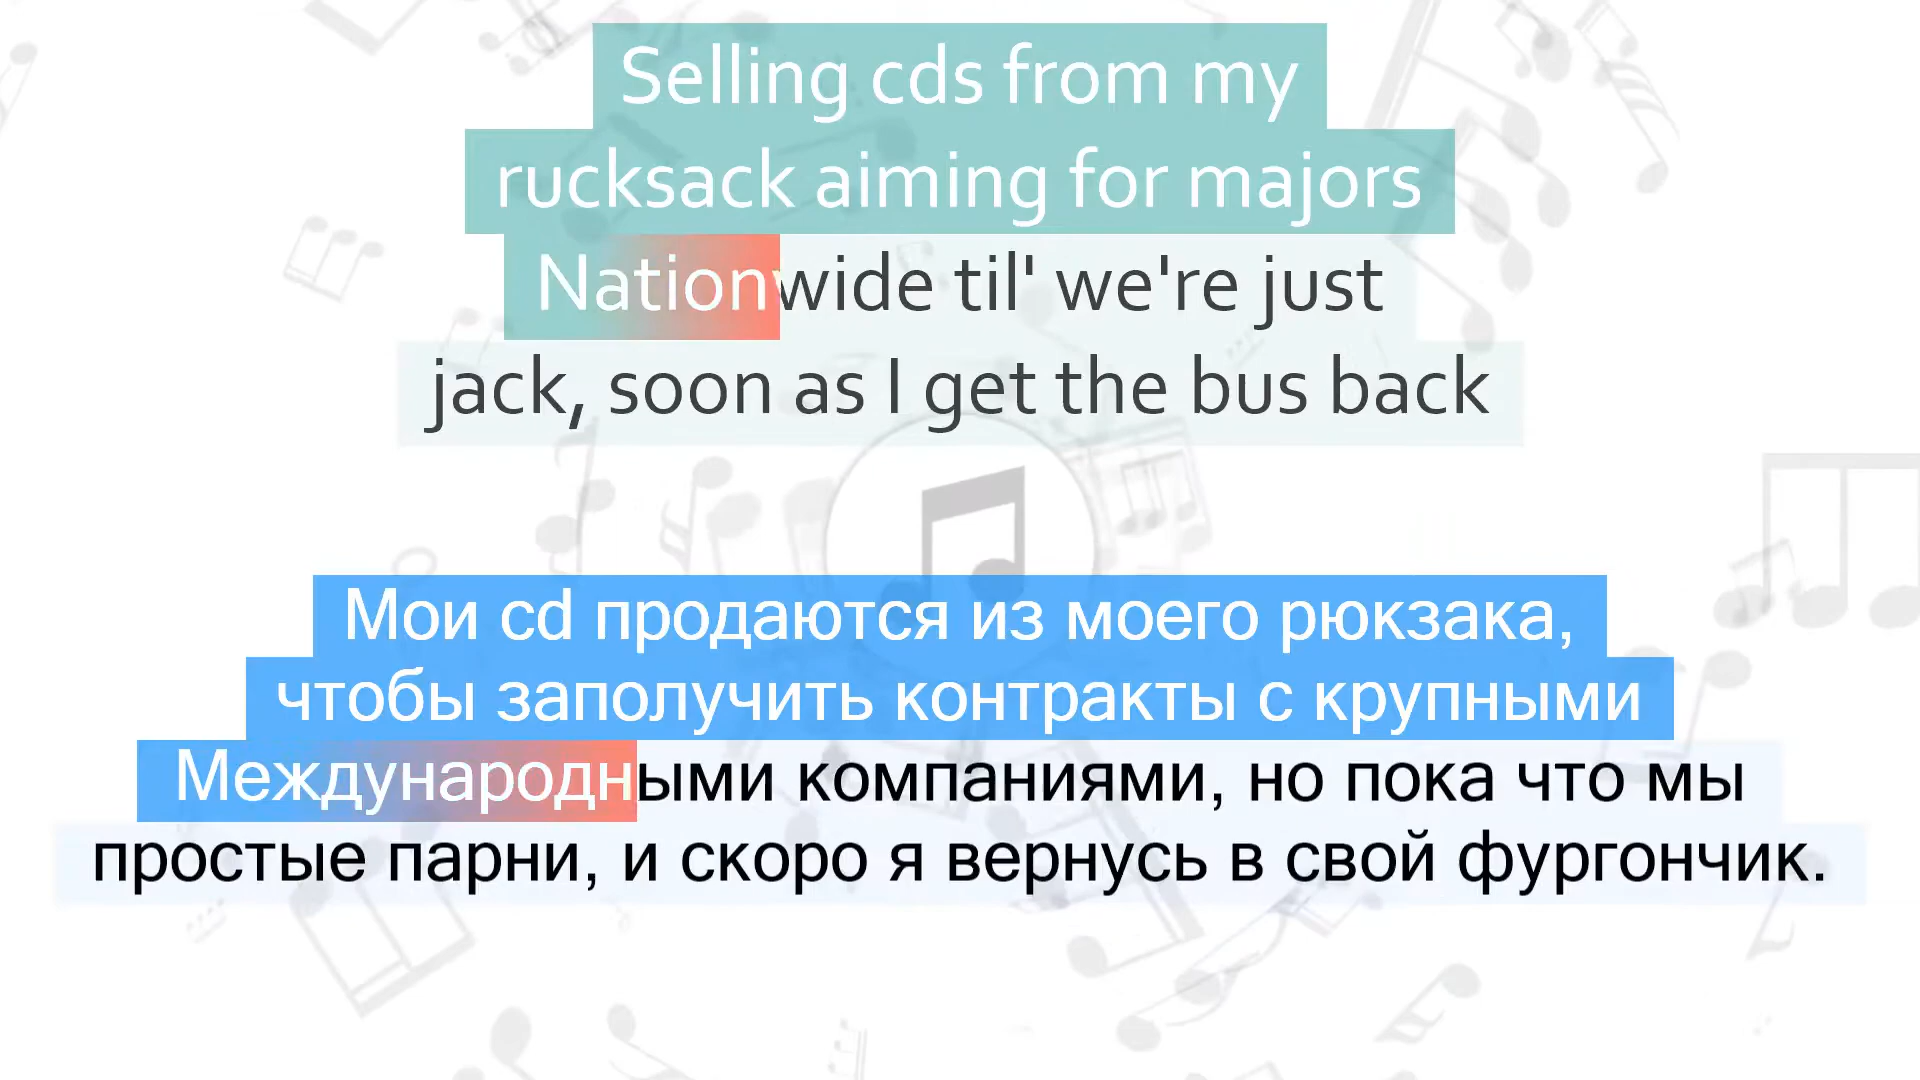 Selling cds from my
rucksack aiming for majors
Nationwide til' we're just
jack, soon as I get the bus back
Мои cd продаются из моего рюкзака,
чтобы заполучить контракты с крупными
Международными компаниями, но пока что мы
простые парни, и скоро я вернусь в свой фургончик.